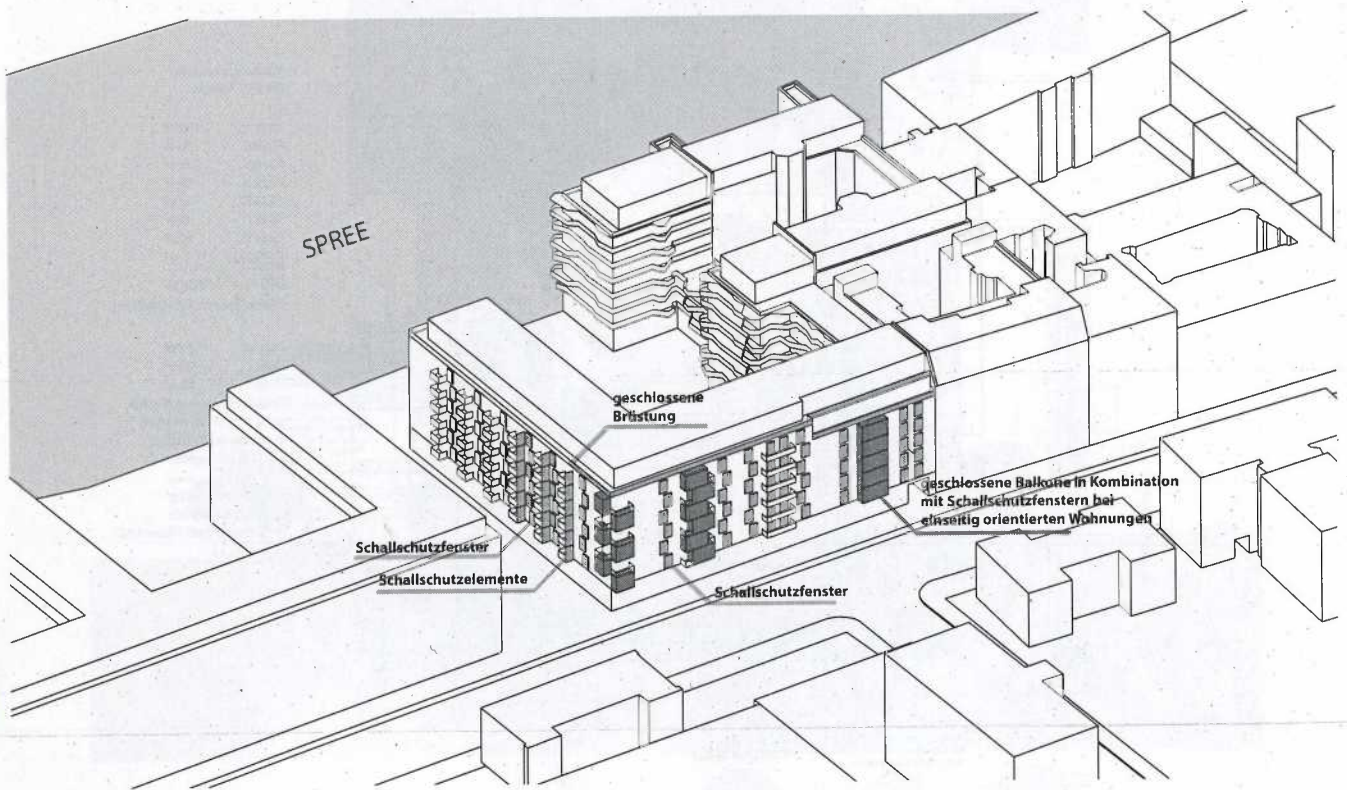 SPREE
geschlossene
Brüstung
geschlossene Balkone in Kombination
mit Schallschutzfenstern bei
einseitig orientierten Wohnungen
Schallschutzfenster
Schallschutzelemente
Schallschutzfenster